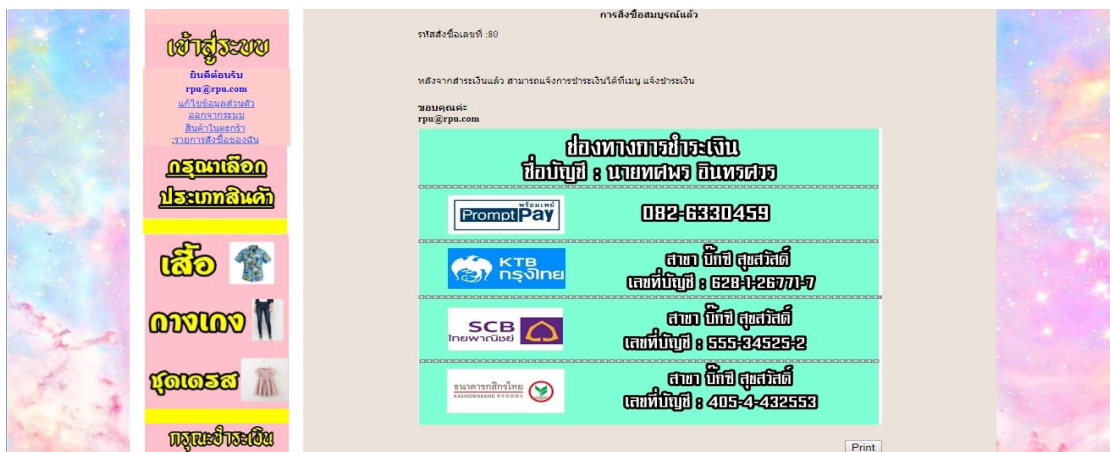 เข้าสู่ระบบ
ยินดีต้อนรับ
rpu@rpu.com
แก้ไขข้อมูลส่วนตัว
ออกจากระบบ
สินค้าในตะกร้า
:รายการสั่งซื้อของฉัน
กรุณาเลือก
ประเภทสินค้า
เสื้อ
กางเกง
ชุดเดรส
กรุณะชำระเงิน
การสั่งซื้อสมบูรณ์แล้ว
รหัสสั่งซื้อเลขที่ :80
หลังจากสำระเงินแล้ว สามารถแจ้งการชำระเงินได้ที่เมนู แจ้งชำระเงิน
ขอบคุณค่ะ
rpu@rpu.com
ช่องทางการชำระเงิน
ชื่อบัญชี : นายทศพร อินทรศวร
พร้อมเพย์
PromptPay
082-6330459
KTB
กรุงไทย
สาขา บิ๊กซี สุขสวัสดิ์
เลขที่บัญชี : 628-1-26771-7
SCB
ไทยพาณิชย์
สาขา บิ๊กซี สุขสวัสดิ์
เลขที่บัญชี : 555-34525-2
ธนาคารกสิกรไทย
KASIKORNBANK
สาขา บิ๊กซี สุขสวัสดิ์
เลขที่บัญชี : 405-4-432553
Print